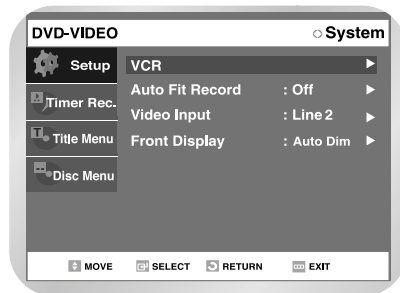 DVD-VIDEO System
Setup
Timer Rec.
Title Menu
Disc Menu
VCR
Auto Fit Record : Off
Video Input : Line 2
Front Display : Auto Dim
MOVE SELECT RETURN EXIT